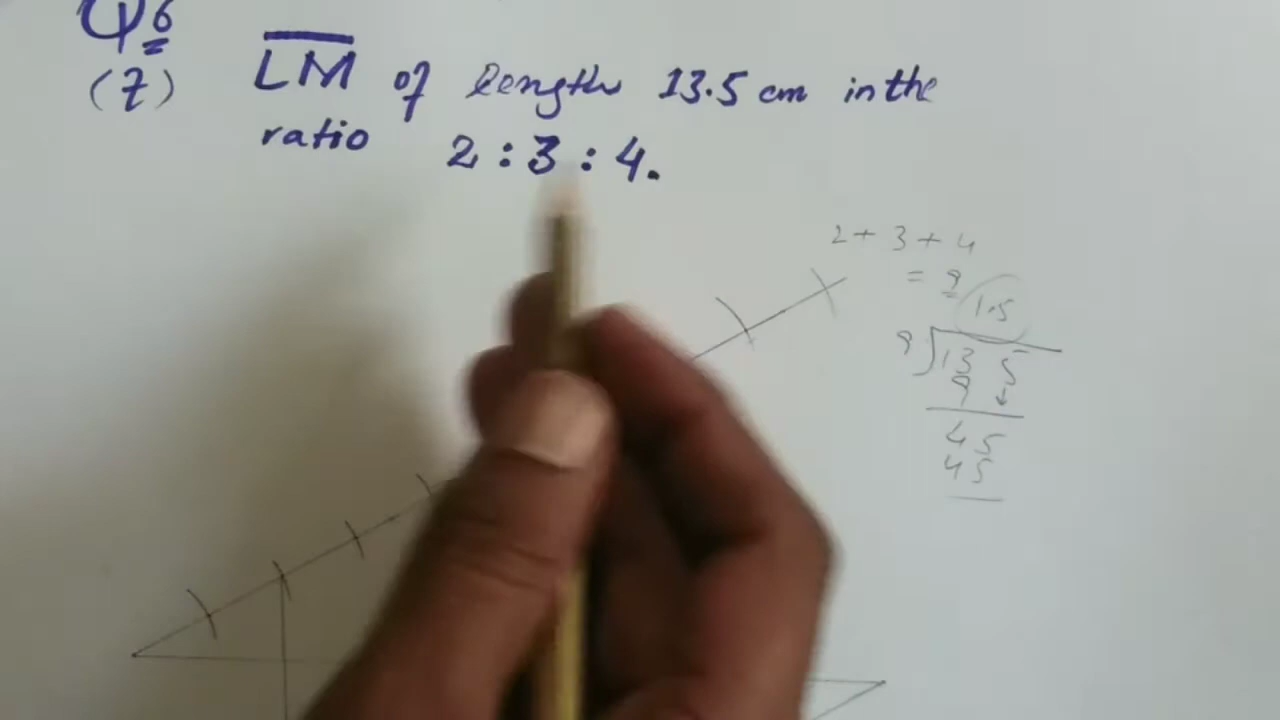 Q6
(7) LM of length 13.5 cm in the
ratio 2 : 3 : 4.
2 + 3 + 4
= 9
1.5
9 13 5
9
45
45